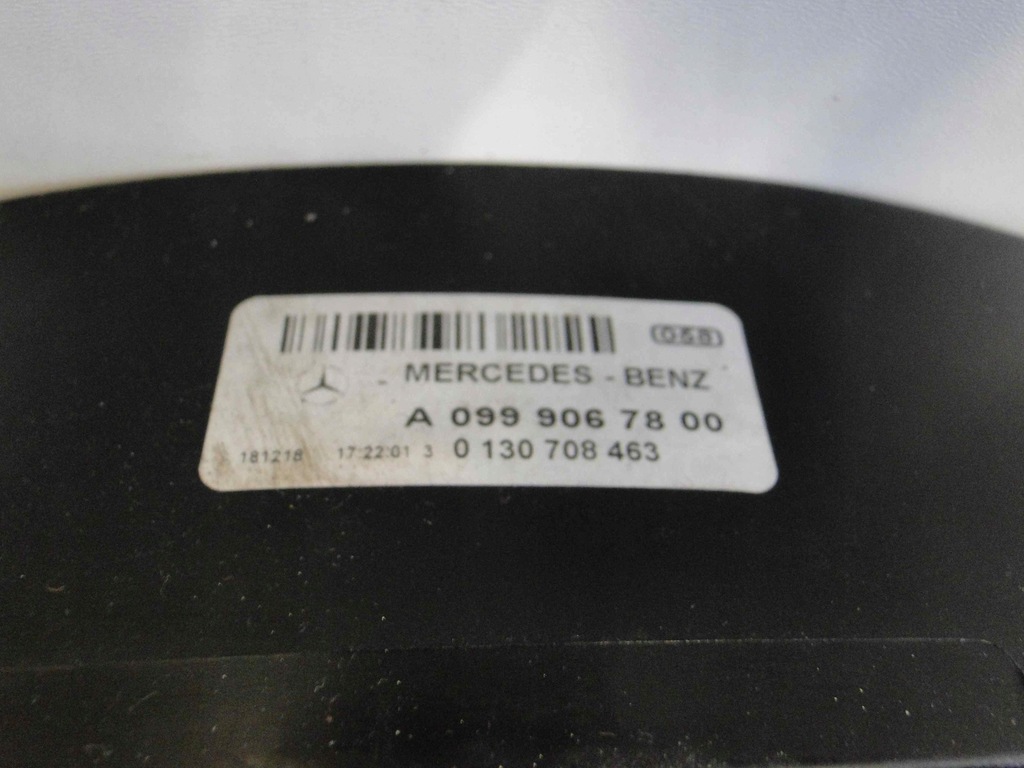 058
MERCEDES - BENZ
A 099 906 78 00
181218 17:22:01 3 0 130 708 463